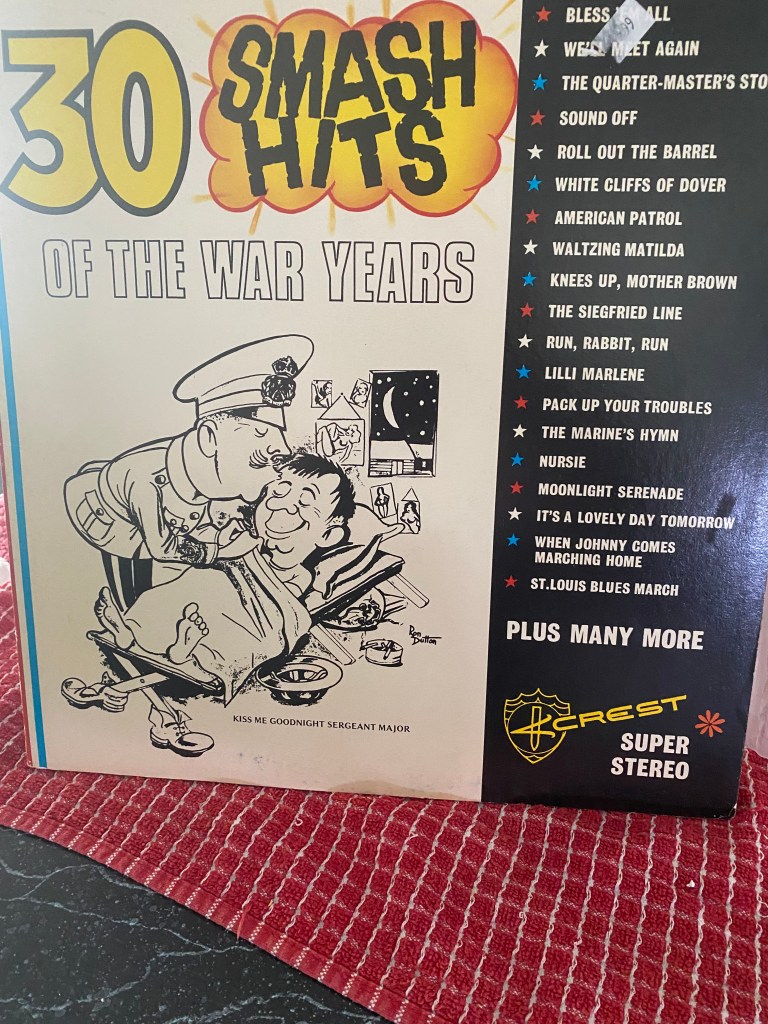 30 SMASH
HITS
OF THE WAR YEARS
KISS ME GOODNIGHT SERGEANT MAJOR
Ron
Dutton
BLESS 'EM ALL
WE'LL MEET AGAIN
THE QUARTER-MASTER'S STO
SOUND OFF
ROLL OUT THE BARREL
WHITE CLIFFS OF DOVER
AMERICAN PATROL
WALTZING MATILDA
KNEES UP, MOTHER BROWN
THE SIEGFRIED LINE
RUN, RABBIT, RUN
LILLI MARLENE
PACK UP YOUR TROUBLES
THE MARINE'S HYMN
NURSIE
MOONLIGHT SERENADE
IT'S A LOVELY DAY TOMORROW
WHEN JOHNNY COMES
MARCHING HOME
ST.LOUIS BLUES MARCH
PLUS MANY MORE
CREST
SUPER
STEREO